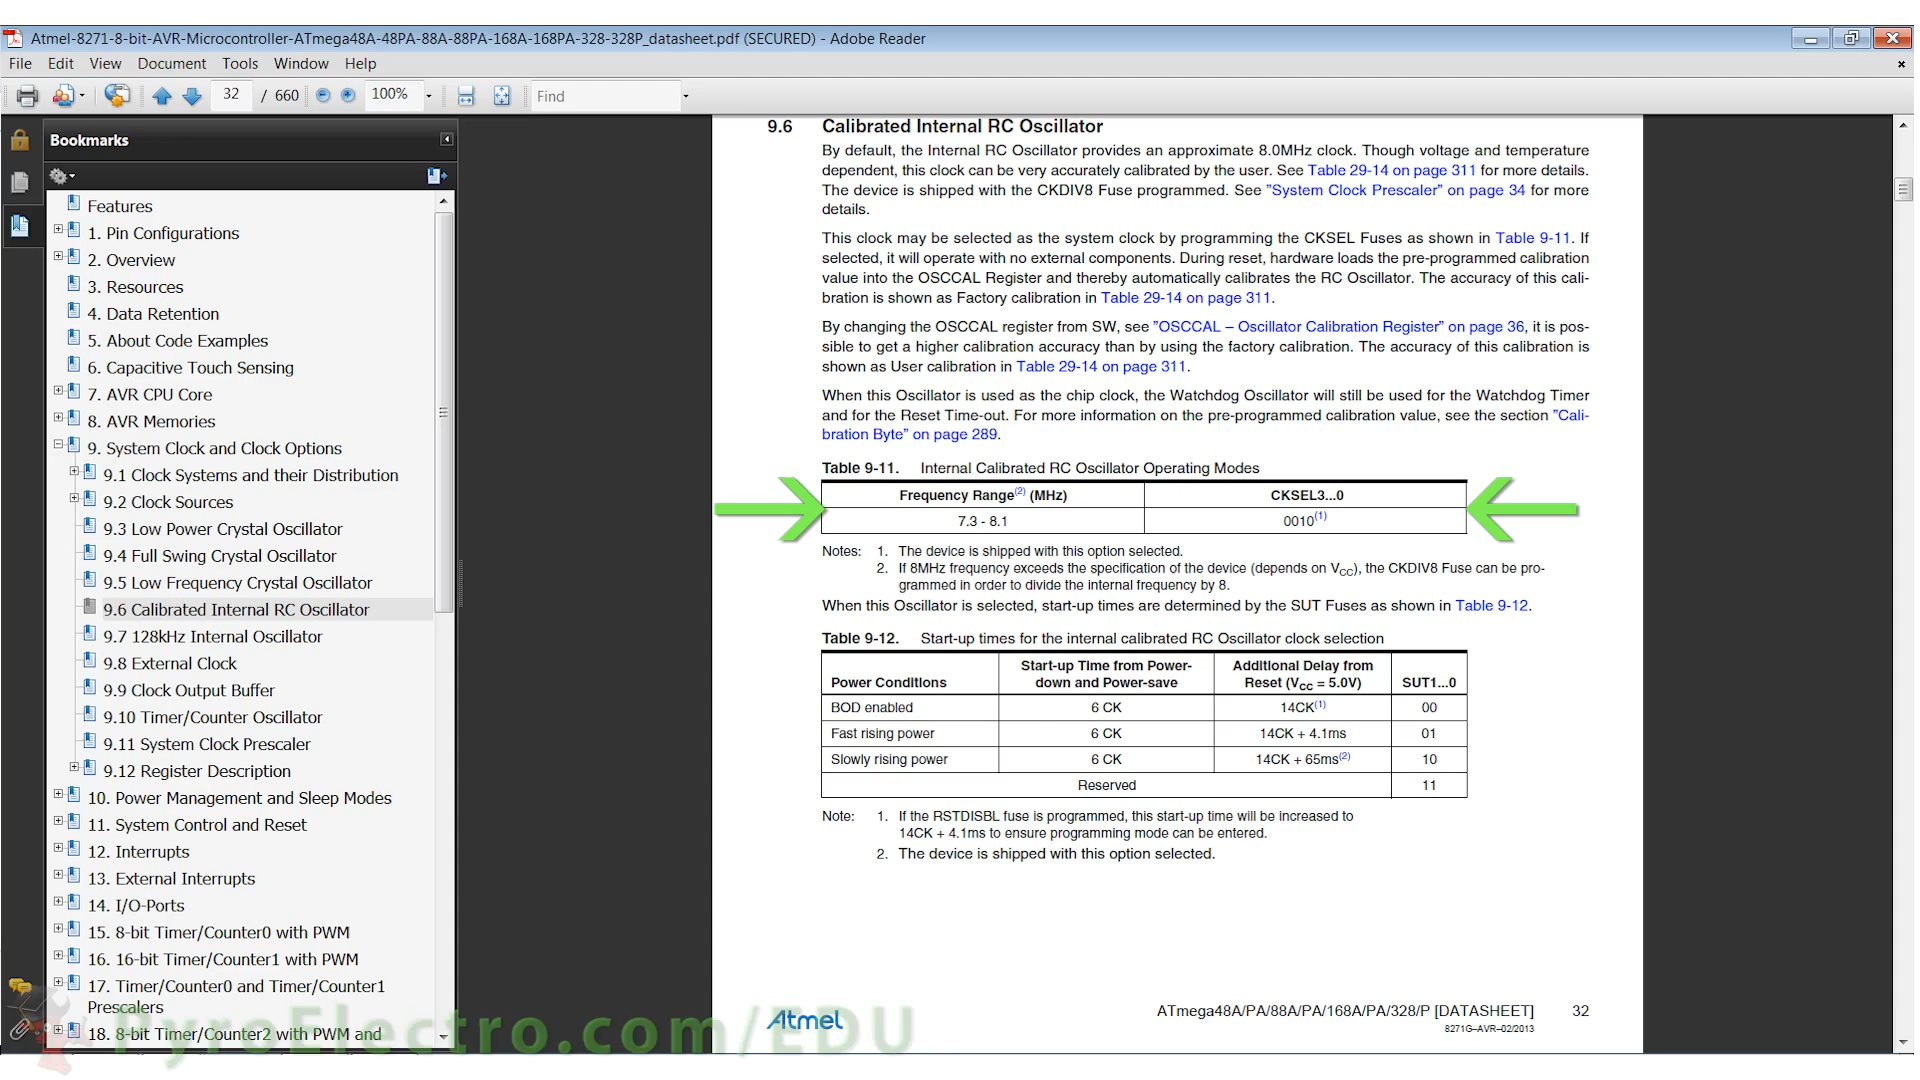 Atmel-8271-8-bit-AVR-Microcontroller-ATmega48A-48PA-88A-88PA-168A-168PA-328-328P_datasheet.pdf (SECURED) - Adobe Reader
File Edit View Document Tools Window Help
32 / 660 100% Find
Bookmarks
Features
1. Pin Configurations
2. Overview
3. Resources
4. Data Retention
5. About Code Examples
6. Capacitive Touch Sensing
7. AVR CPU Core
8. AVR Memories
9. System Clock and Clock Options
9.1 Clock Systems and their Distribution
9.2 Clock Sources
9.3 Low Power Crystal Oscillator
9.4 Full Swing Crystal Oscillator
9.5 Low Frequency Crystal Oscillator
9.6 Calibrated Internal RC Oscillator
9.7 128kHz Internal Oscillator
9.8 External Clock
9.9 Clock Output Buffer
9.10 Timer/Counter Oscillator
9.11 System Clock Prescaler
9.12 Register Description
10. Power Management and Sleep Modes
11. System Control and Reset
12. Interrupts
13. External Interrupts
14. I/O-Ports
15. 8-bit Timer/Counter0 with PWM
16. 16-bit Timer/Counter1 with PWM
17. Timer/Counter0 and Timer/Counter1
Prescalers
18. 8-bit Timer/Counter2 with PWM and
9.6 Calibrated Internal RC Oscillator
By default, the Internal RC Oscillator provides an approximate 8.0MHz clock. Though voltage and temperature
dependent, this clock can be very accurately calibrated by the user. See Table 29-14 on page 311 for more details.
The device is shipped with the CKDIV8 Fuse programmed. See ”System Clock Prescaler” on page 34 for more
details.
This clock may be selected as the system clock by programming the CKSEL Fuses as shown in Table 9-11. If
selected, it will operate with no external components. During reset, hardware loads the pre-programmed calibration
value into the OSCCAL Register and thereby automatically calibrates the RC Oscillator. The accuracy of this cali-
bration is shown as Factory calibration in Table 29-14 on page 311.
By changing the OSCCAL register from SW, see ”OSCCAL – Oscillator Calibration Register” on page 36, it is pos-
sible to get a higher calibration accuracy than by using the factory calibration. The accuracy of this calibration is
shown as User calibration in Table 29-14 on page 311.
When this Oscillator is used as the chip clock, the Watchdog Oscillator will still be used for the Watchdog Timer
and for the Reset Time-out. For more information on the pre-programmed calibration value, see the section ”Cali-
bration Byte” on page 289.
Table 9-11. Internal Calibrated RC Oscillator Operating Modes
Frequency Range(2) (MHz) CKSEL3...0
7.3 - 8.1 0010(1)
Notes: 1. The device is shipped with this option selected.
2. If 8MHz frequency exceeds the specification of the device (depends on VCC), the CKDIV8 Fuse can be pro-
grammed in order to divide the internal frequency by 8.
When this Oscillator is selected, start-up times are determined by the SUT Fuses as shown in Table 9-12.
Table 9-12. Start-up times for the internal calibrated RC Oscillator clock selection
Power Conditions Start-up Time from Power- Additional Delay from SUT1...0
down and Power-save Reset (VCC = 5.0V)
BOD enabled 6 CK 14CK(1) 00
Fast rising power 6 CK 14CK + 4.1ms 01
Slowly rising power 6 CK 14CK + 65ms(2) 10
Reserved 11
Note: 1. If the RSTDISBL fuse is programmed, this start-up time will be increased to
14CK + 4.1ms to ensure programming mode can be entered.
2. The device is shipped with this option selected.
Atmel ATmega48A/PA/88A/PA/168A/PA/328/P [DATASHEET] 32
8271G–AVR–02/2013
PyroElectro.com/EDU